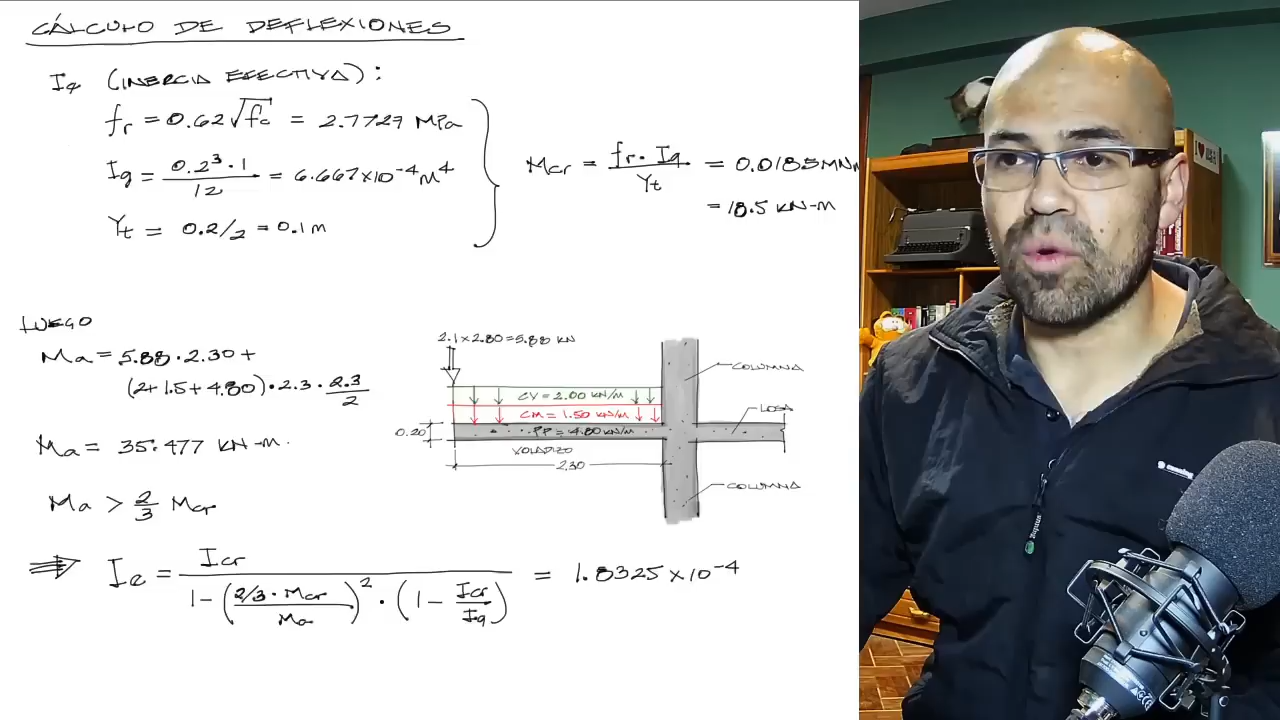 CÁLCULO DE DEFLEXIONES
Ie (INERCIA EFECTIVA):
fr = 0.62√f'c = 2.7727 MPa
Ig = 0.2³·1 / 12 = 6.667×10⁻⁴ m⁴
Yt = 0.2/2 = 0.1 m
Mcr = fr·Ig / Yt = 0.0185 MNm
= 18.5 kN-m
LUEGO
Ma = 5.88·2.30 +
(2+1.5+4.80)·2.3·2.3/2
Ma = 35.477 kN-m.
Ma > 2/3 Mcr
⇒ Ie = Icr / 1-(2/3·Mcr / Ma)²·(1 - Icr/Ig) = 1.8325×10⁻⁴
2.1×2.80=5.88 kN
CV = 2.00 kN/m
CM = 1.50 kN/m
PP = 4.80 kN/m
0.20
VOLADIZO
2.30
COLUMNA
LOSA
COLUMNA